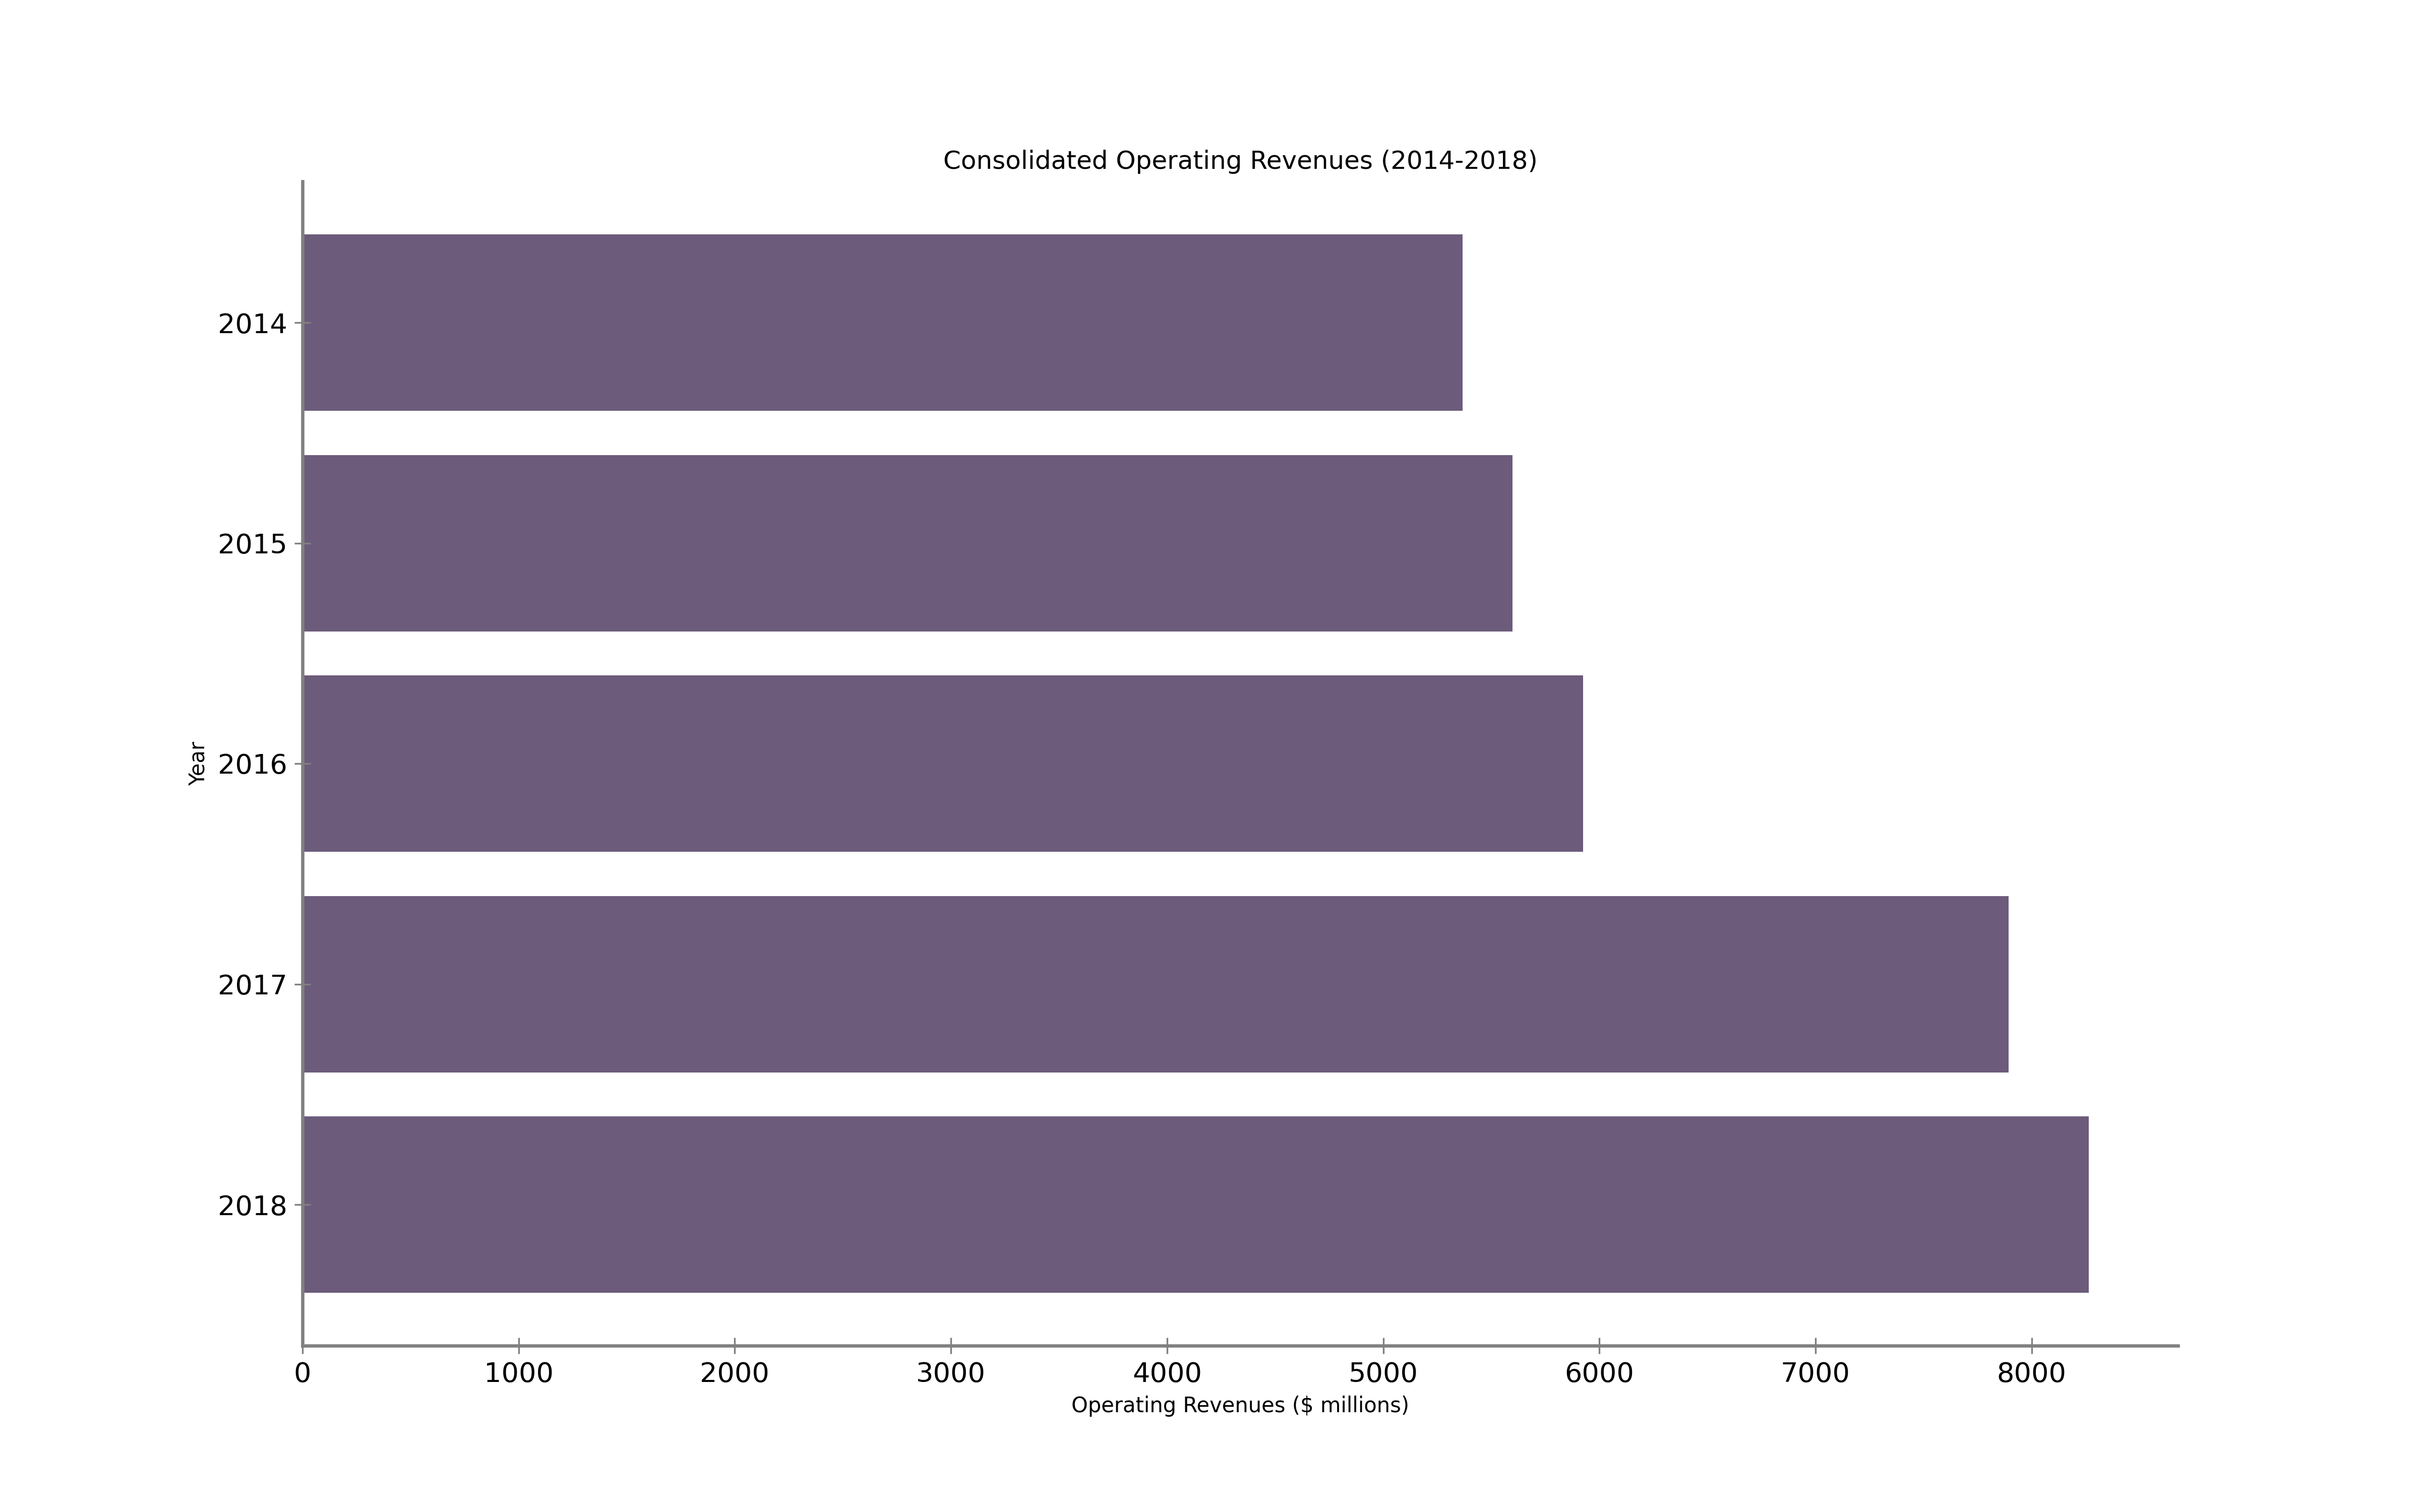 Consolidated Operating Revenues (2014-2018)
2014
2015
2016
2017
2018
Year
0 1000 2000 3000 4000 5000 6000 7000 8000
Operating Revenues ($ millions)